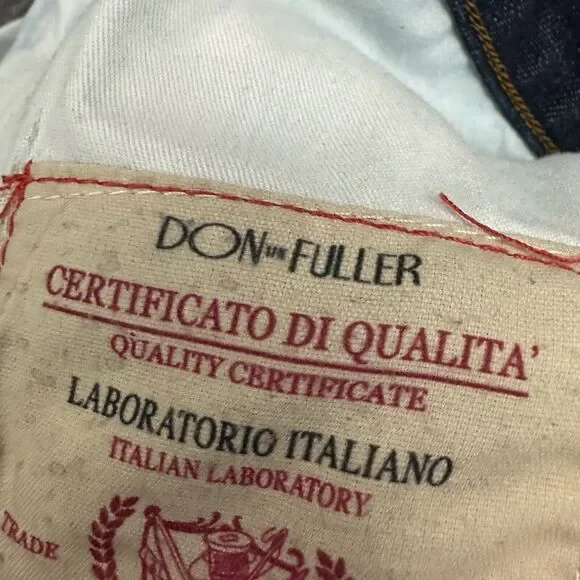 DON THE FULLER
CERTIFICATO DI QUALITA'
QUALITY CERTIFICATE
LABORATORIO ITALIANO
ITALIAN LABORATORY
TRADE